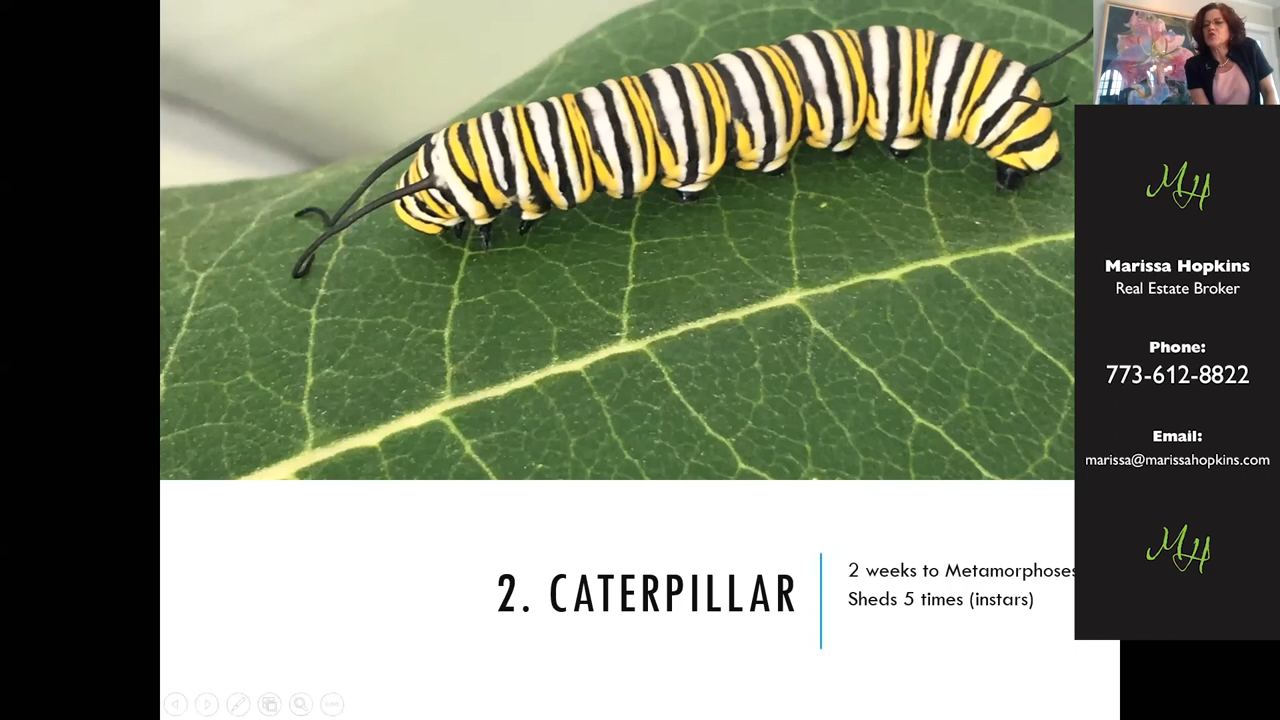 MH
Marissa Hopkins
Real Estate Broker
Phone:
773-612-8822
Email:
marissa@marissahopkins.com
MH
2. CATERPILLAR
2 weeks to Metamorphoses
Sheds 5 times (instars)